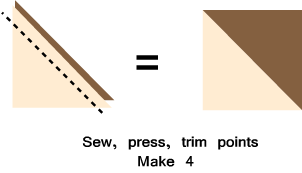 =
Sew, press, trim points
Make 4